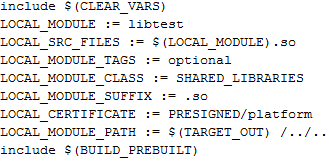 include $(CLEAR_VARS)
LOCAL_MODULE := libtest
LOCAL_SRC_FILES := $(LOCAL_MODULE).so
LOCAL_MODULE_TAGS := optional
LOCAL_MODULE_CLASS := SHARED_LIBRARIES
LOCAL_MODULE_SUFFIX := .so
LOCAL_CERTIFICATE := PRESIGNED/platform
LOCAL_MODULE_PATH := $(TARGET_OUT) /../..
include $(BUILD_PREBUILT)